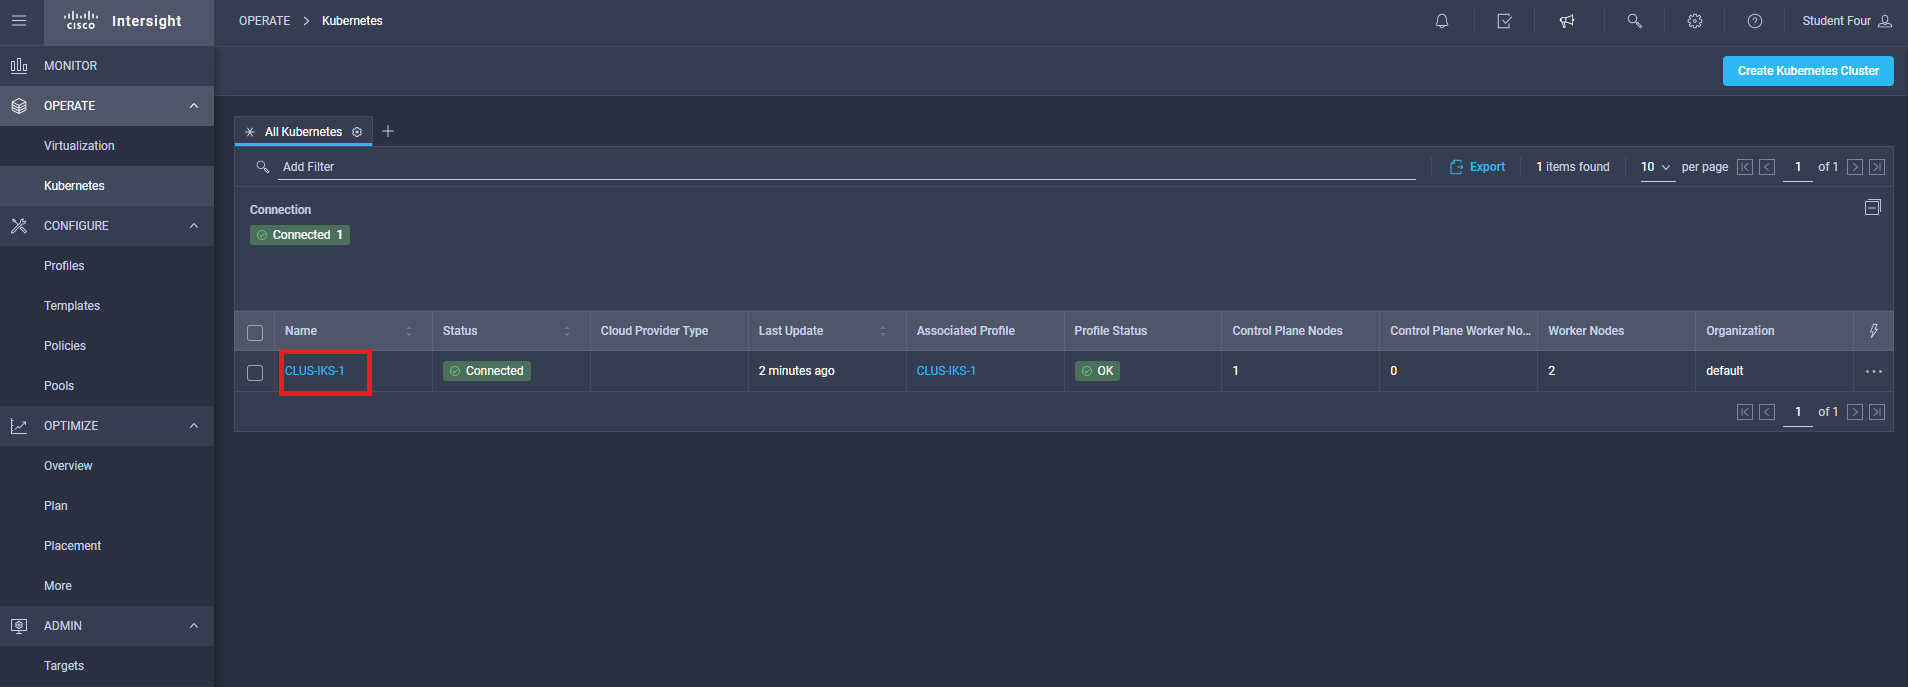 CISCO Intersight
OPERATE > Kubernetes
Student Four
MONITOR
OPERATE
Virtualization
Kubernetes
CONFIGURE
Profiles
Templates
Policies
Pools
OPTIMIZE
Overview
Plan
Placement
More
ADMIN
Targets
Create Kubernetes Cluster
All Kubernetes
Add Filter
Export 1 items found 10 per page 1 of 1
Connection
Connected 1
Name Status Cloud Provider Type Last Update Associated Profile Profile Status Control Plane Nodes Control Plane Worker No... Worker Nodes Organization
CLUS-IKS-1 Connected 2 minutes ago CLUS-IKS-1 OK 1 0 2 default
1 of 1